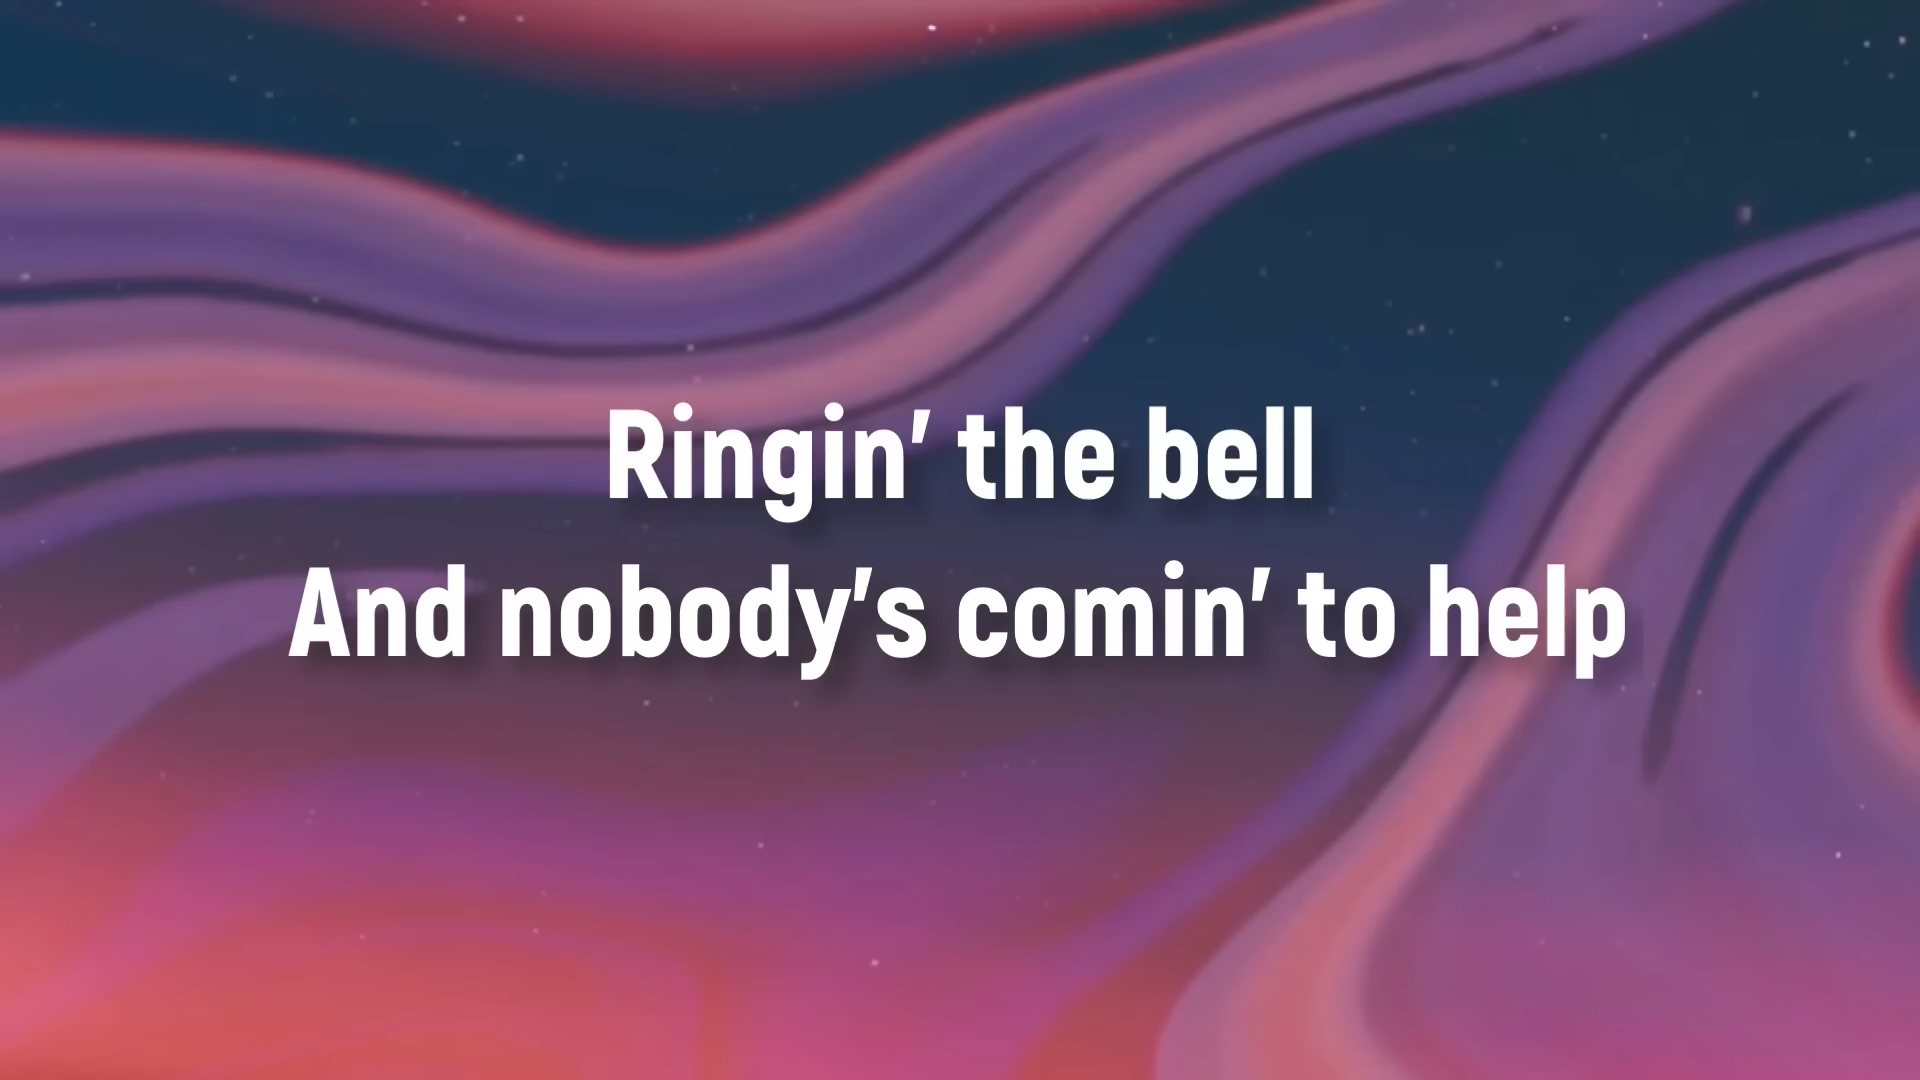 Ringin’ the bell
And nobody’s comin’ to help